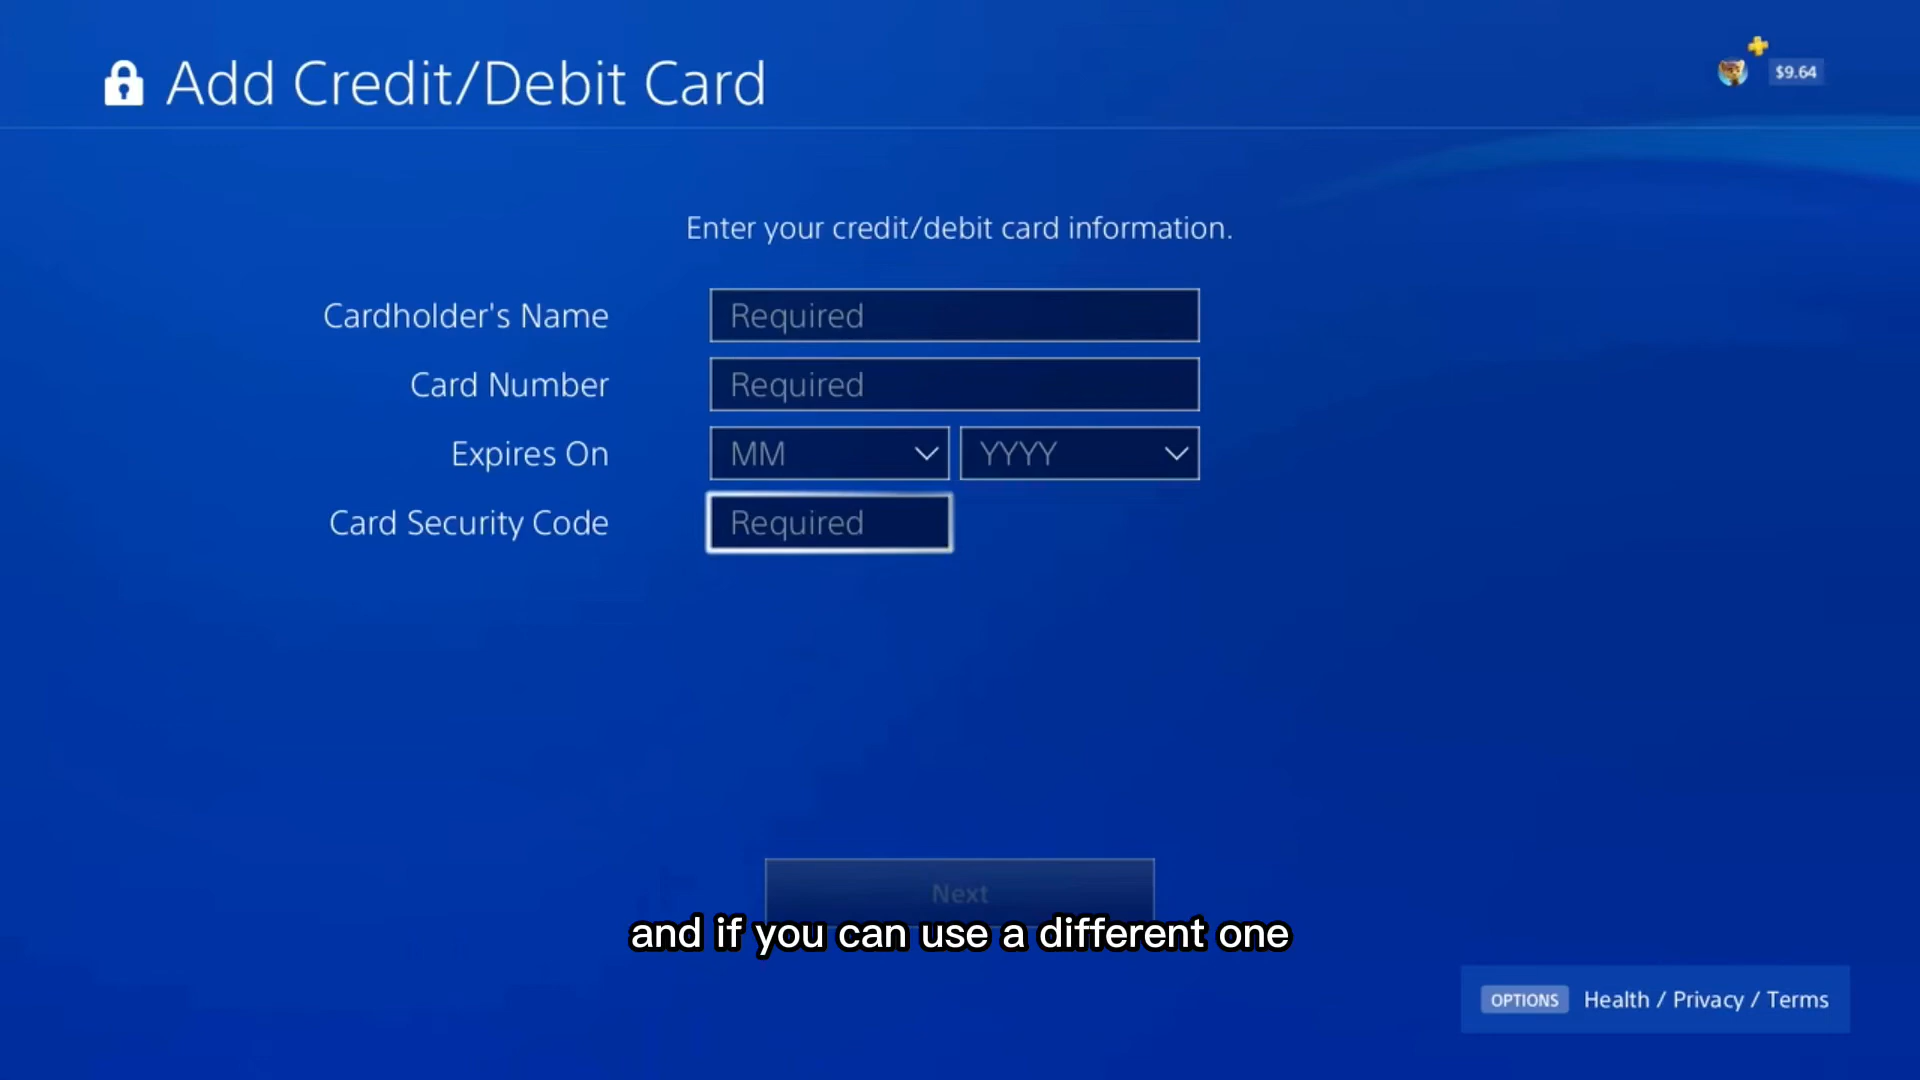 Add Credit/Debit Card
$9.64
Enter your credit/debit card information.
Cardholder's Name Required
Card Number Required
Expires On MM YYYY
Card Security Code Required
Next
and if you can use a different one
OPTIONS Health / Privacy / Terms